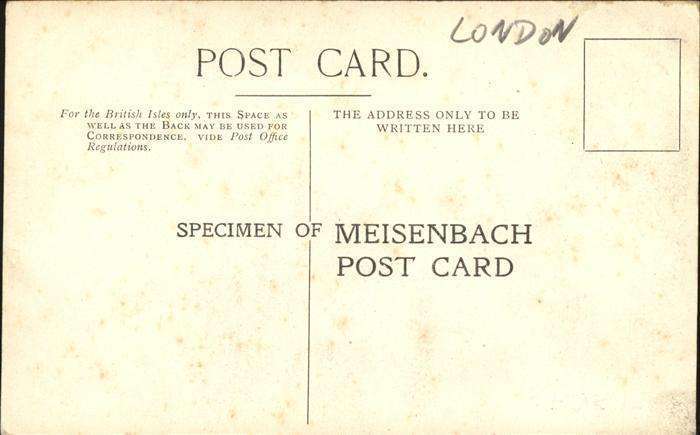 LONDON
POST CARD.
For the British Isles only, THIS SPACE AS
WELL AS THE BACK MAY BE USED FOR
CORRESPONDENCE. VIDE Post Office
Regulations.
THE ADDRESS ONLY TO BE
WRITTEN HERE
SPECIMEN OF MEISENBACH
POST CARD